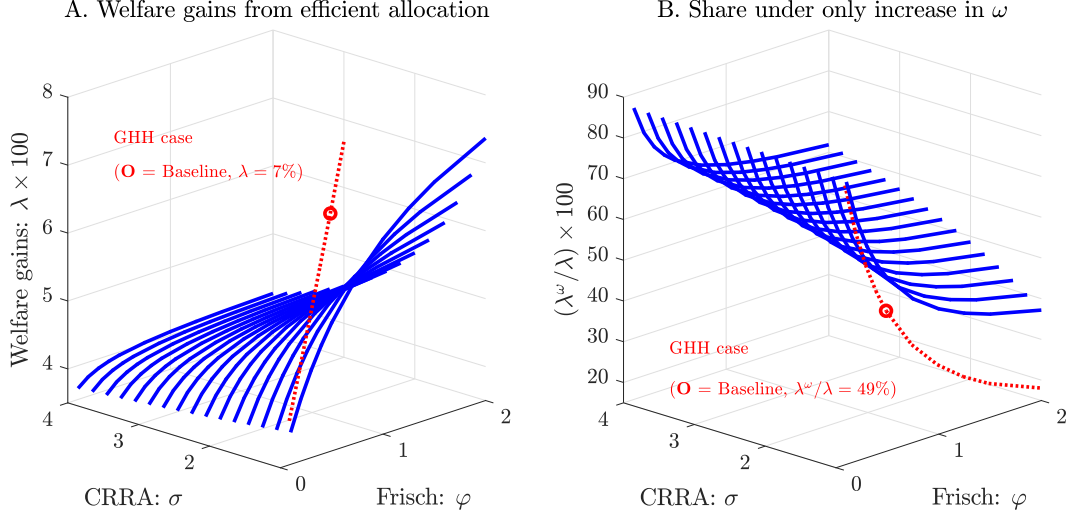 A. Welfare gains from efficient allocation
8
7
6
5
4
Welfare gains: λ × 100
GHH case
(O = Baseline, λ = 7%)
4
3
2
0
1
2
CRRA: σ
Frisch: φ
B. Share under only increase in ω
90
80
70
60
50
40
30
20
(λ^ω/λ) × 100
GHH case
(O = Baseline, λ^ω/λ = 49%)
4
3
2
0
1
2
CRRA: σ
Frisch: φ